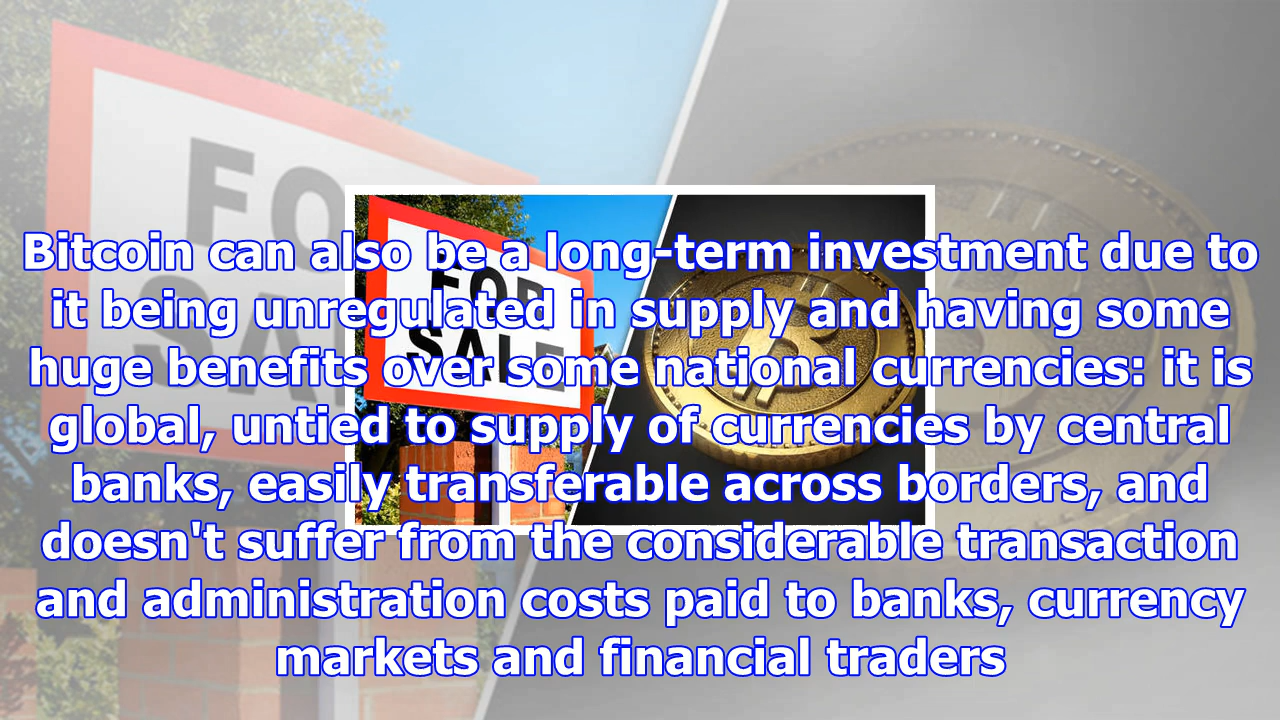 FOR
SALE
Bitcoin can also be a long-term investment due to
it being unregulated in supply and having some
huge benefits over some national currencies: it is
global, untied to supply of currencies by central
banks, easily transferable across borders, and
doesn't suffer from the considerable transaction
and administration costs paid to banks, currency
markets and financial traders